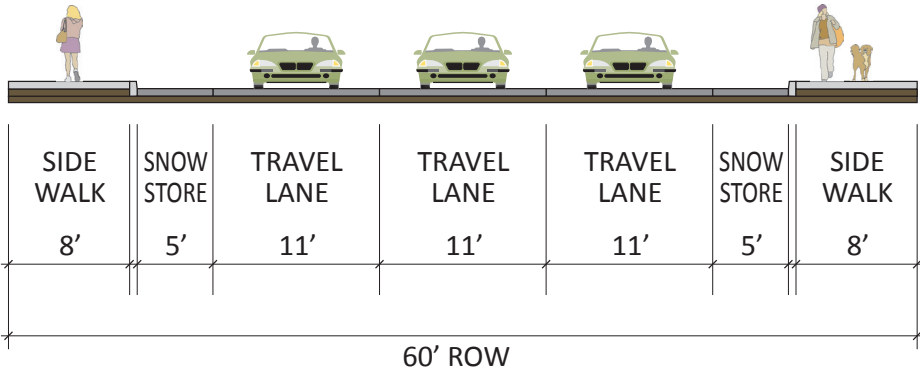 SIDE WALK 8’
SNOW STORE 5’
TRAVEL LANE 11’
TRAVEL LANE 11’
TRAVEL LANE 11’
SNOW STORE 5’
SIDE WALK 8’
60’ ROW